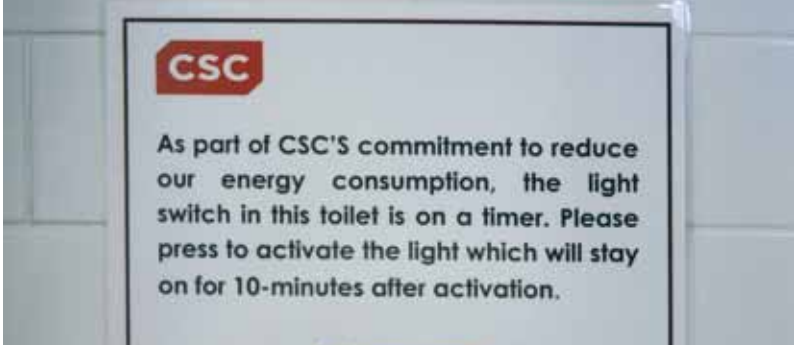 CSC
As part of CSC'S commitment to reduce
our energy consumption, the light
switch in this toilet is on a timer. Please
press to activate the light which will stay
on for 10-minutes after activation.